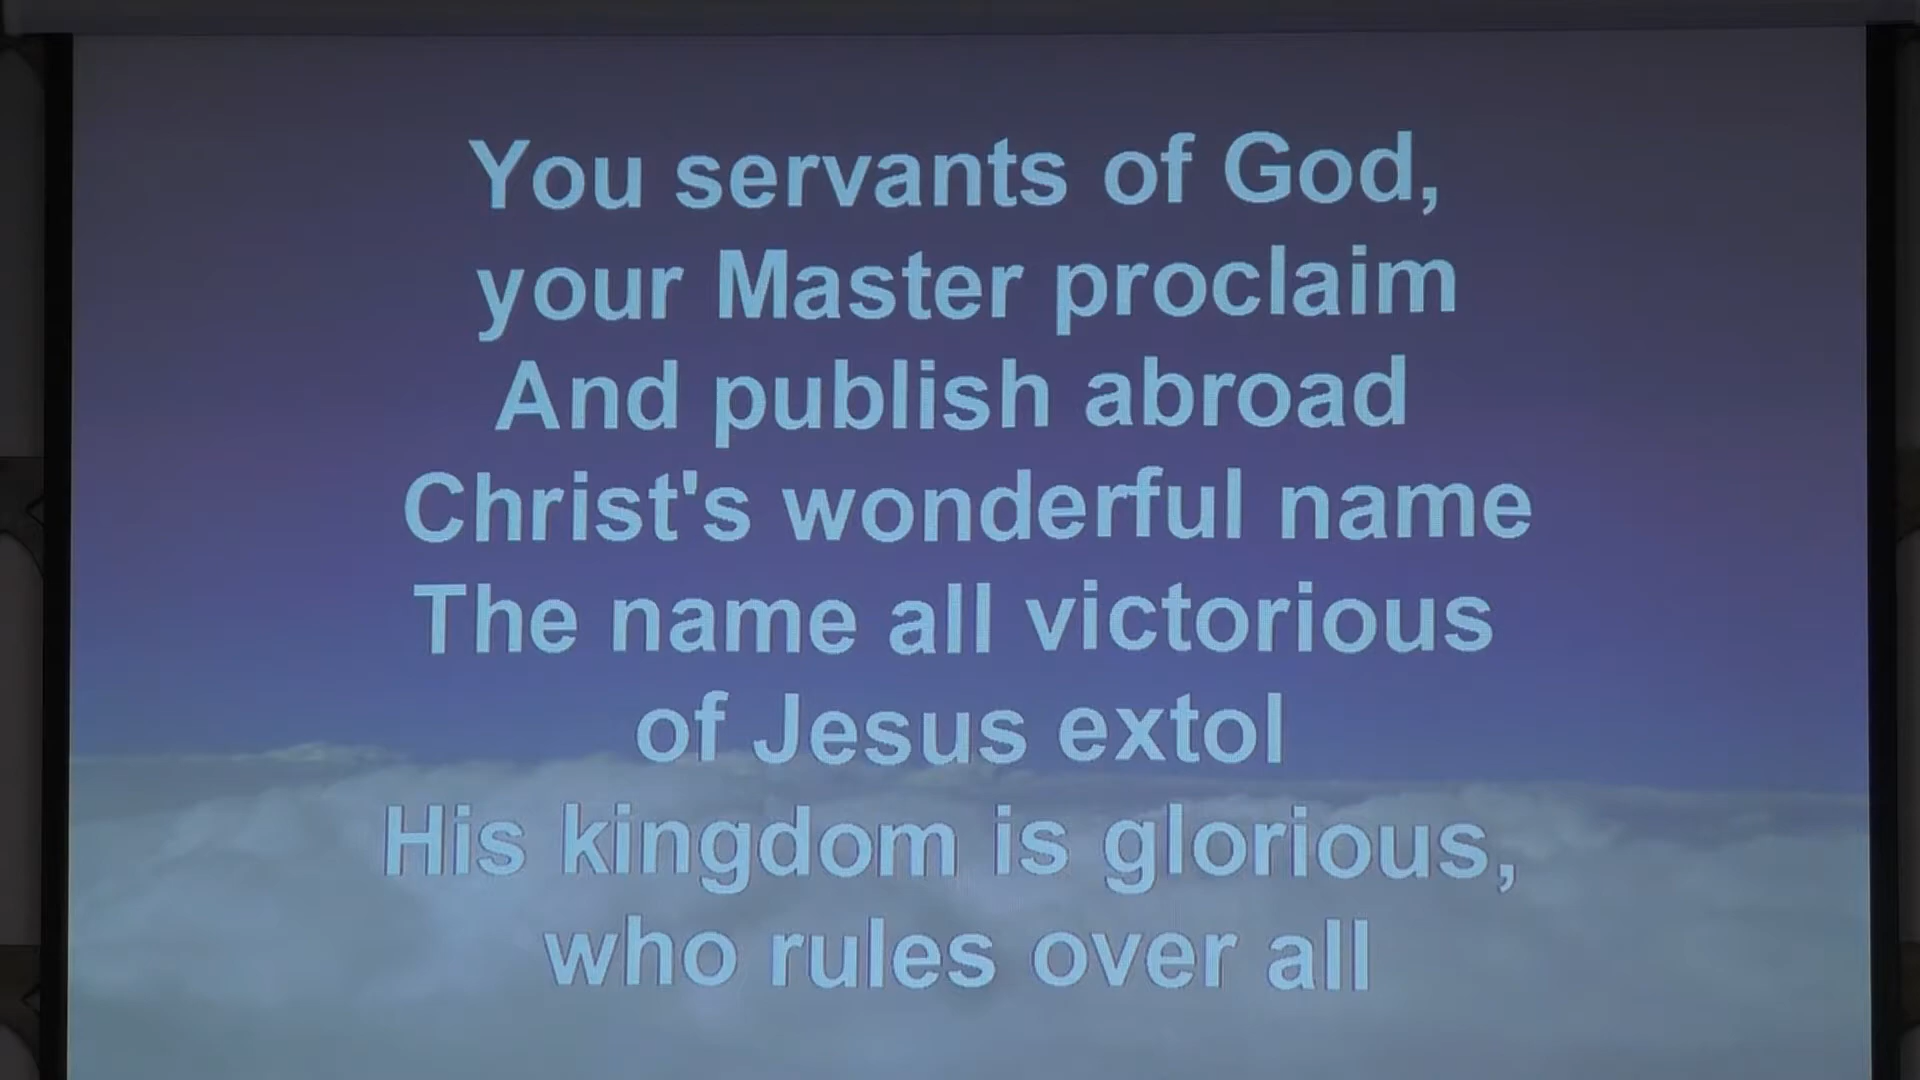 You servants of God,
your Master proclaim
And publish abroad
Christ's wonderful name
The name all victorious
of Jesus extol
His kingdom is glorious,
who rules over all